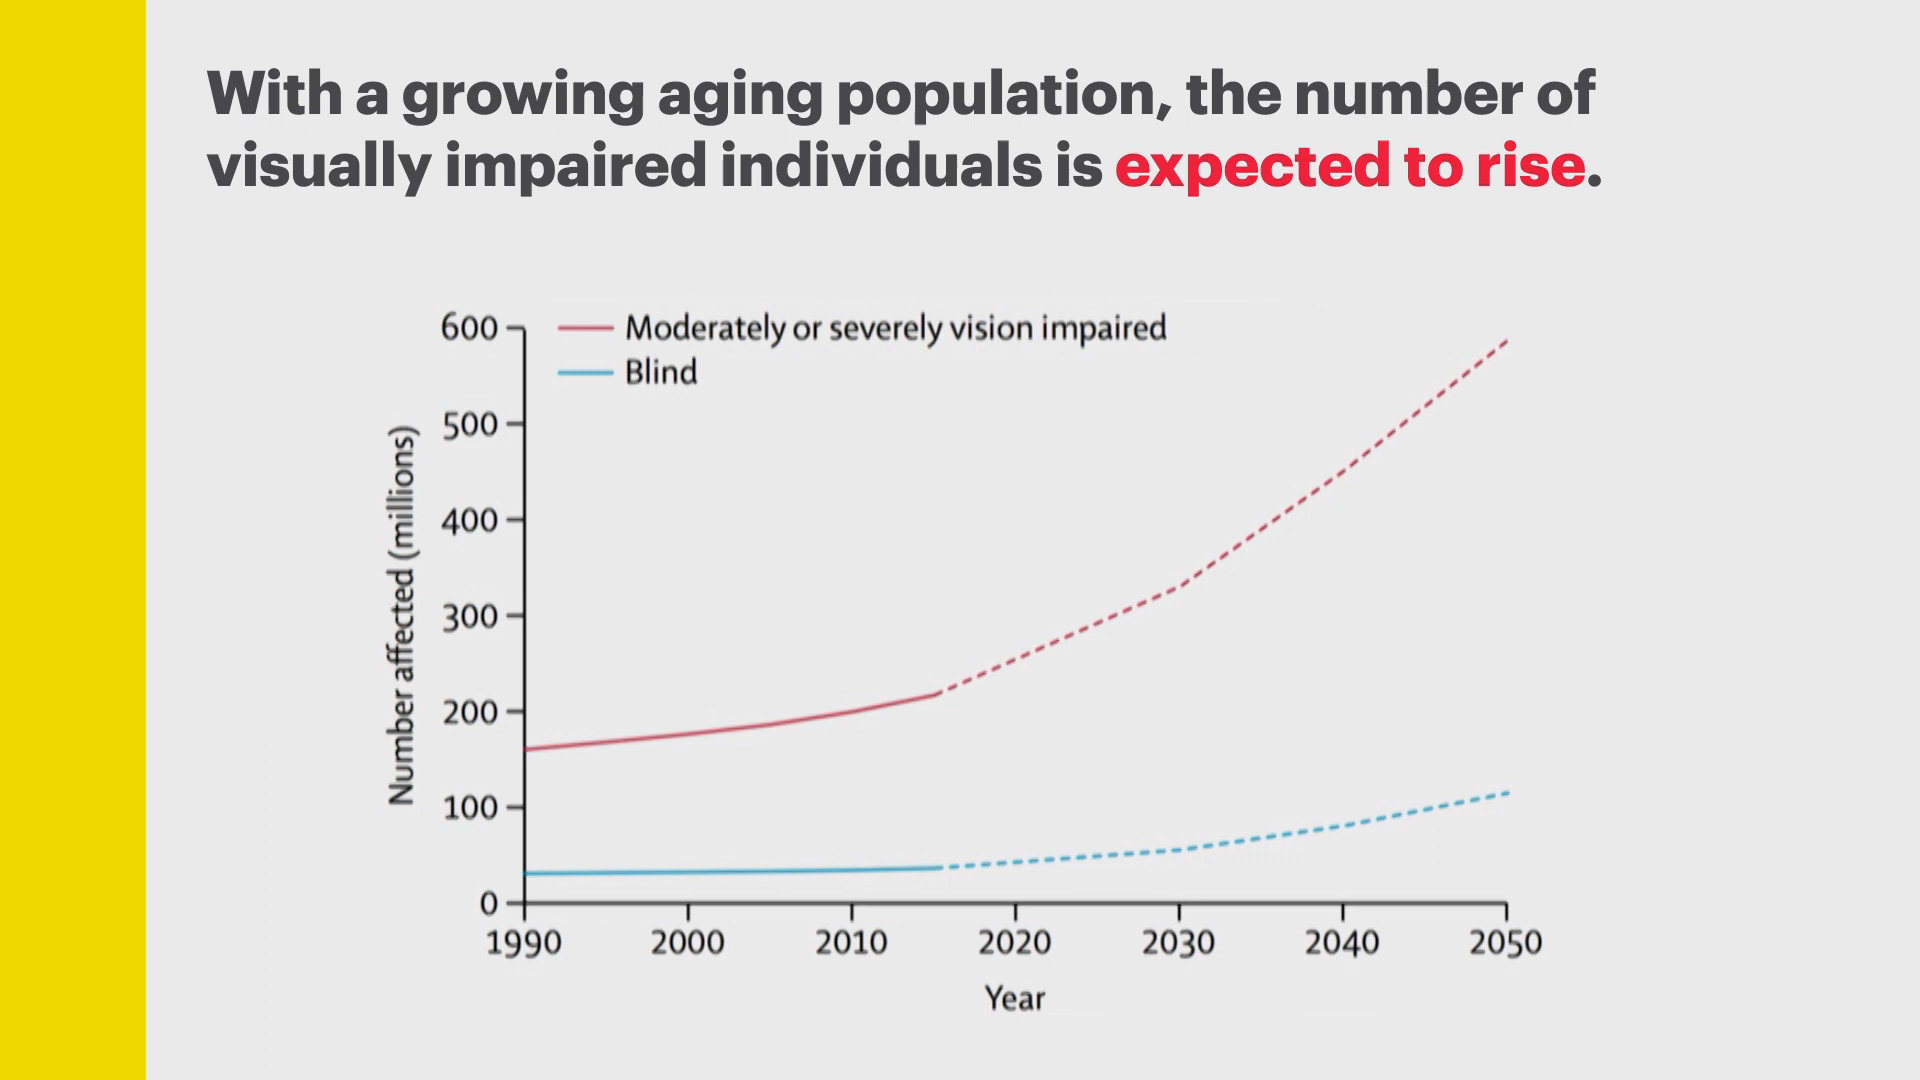 With a growing aging population, the number of
visually impaired individuals is expected to rise.
Moderately or severely vision impaired
Blind
Number affected (millions)
600
500
400
300
200
100
0
1990 2000 2010 2020 2030 2040 2050
Year